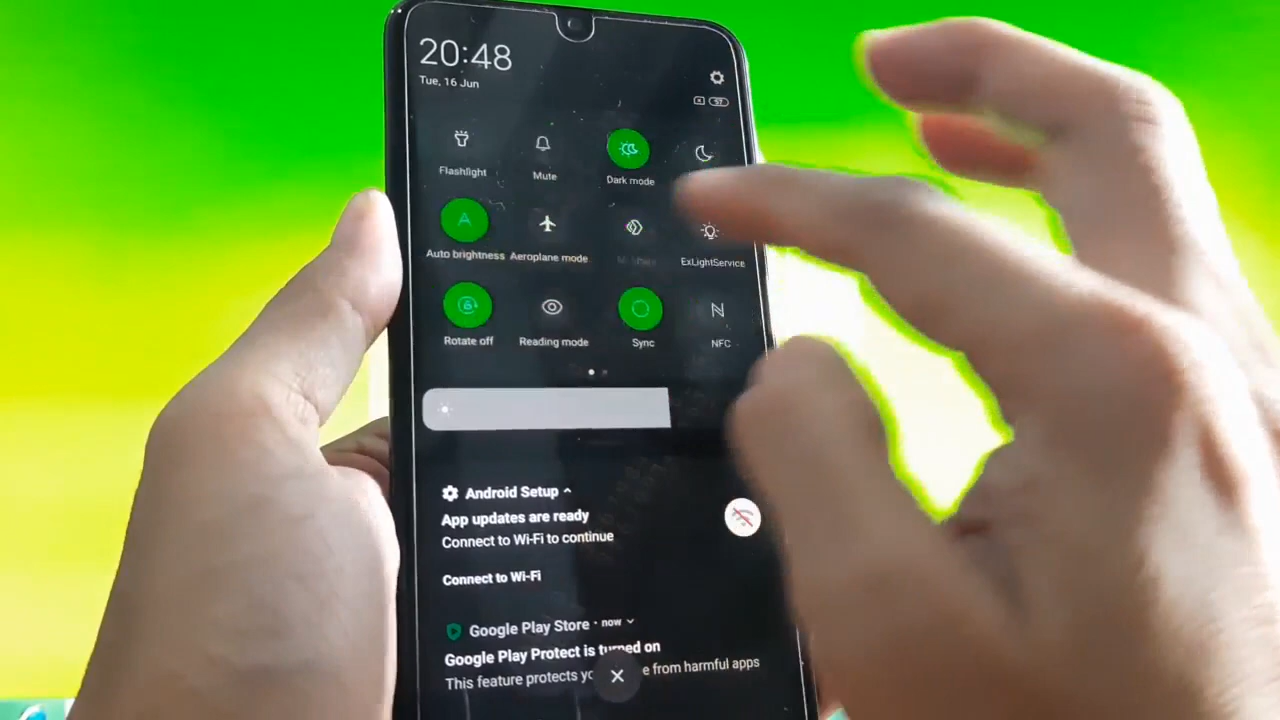 20:48
Tue, 16 Jun
57
Flashlight
Mute
Dark mode
Auto brightness
Aeroplane mode
ExLightService
Rotate off
Reading mode
Sync
NFC
Android Setup
App updates are ready
Connect to Wi-Fi to continue
Connect to Wi-Fi
Google Play Store · now
Google Play Protect is turned on
This feature protects yo e from harmful apps